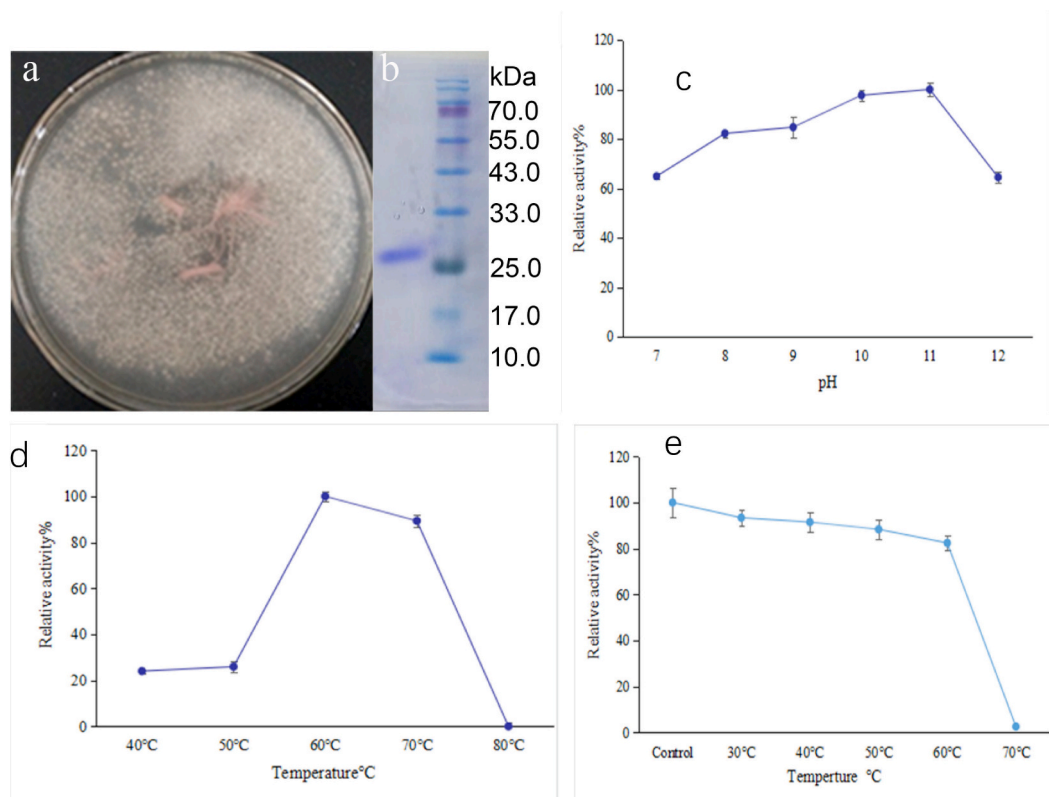 a
b
kDa
70.0
55.0
43.0
33.0
25.0
17.0
10.0
c
120
100
80
60
40
20
0
Relative activity%
7 8 9 10 11 12
pH
d
120
100
80
60
40
20
0
Relative activity%
40℃ 50℃ 60℃ 70℃ 80℃
Temperature℃
e
120
100
80
60
40
20
0
Relative activity%
Control 30℃ 40℃ 50℃ 60℃ 70℃
Temperture ℃